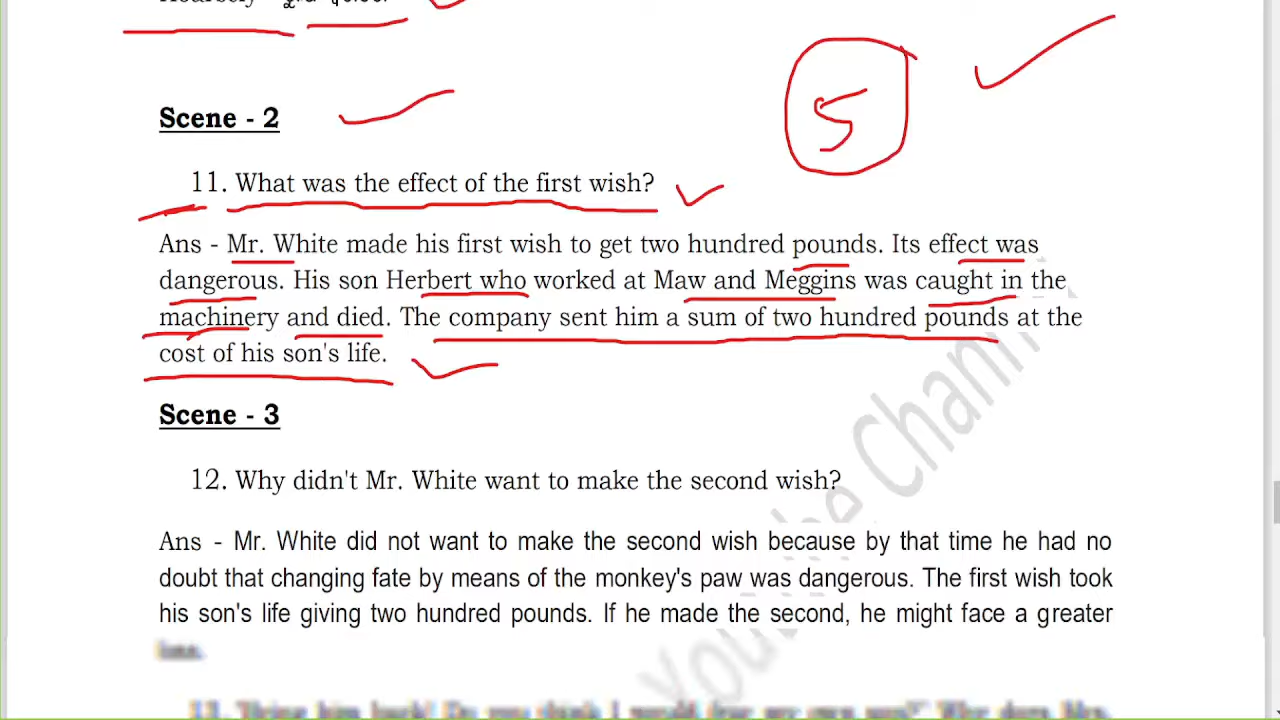 5
Scene - 2
11. What was the effect of the first wish?
Ans - Mr. White made his first wish to get two hundred pounds. Its effect was
dangerous. His son Herbert who worked at Maw and Meggins was caught in the
machinery and died. The company sent him a sum of two hundred pounds at the
cost of his son's life.
Scene - 3
12. Why didn't Mr. White want to make the second wish?
Ans - Mr. White did not want to make the second wish because by that time he had no
doubt that changing fate by means of the monkey's paw was dangerous. The first wish took
his son's life giving two hundred pounds. If he made the second, he might face a greater